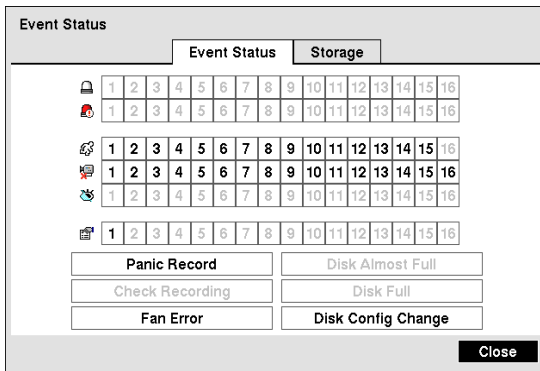 Event Status
Event Status Storage
1 2 3 4 5 6 7 8 9 10 11 12 13 14 15 16
1 2 3 4 5 6 7 8 9 10 11 12 13 14 15 16
1 2 3 4 5 6 7 8 9 10 11 12 13 14 15 16
1 2 3 4 5 6 7 8 9 10 11 12 13 14 15 16
1 2 3 4 5 6 7 8 9 10 11 12 13 14 15 16
1 2 3 4 5 6 7 8 9 10 11 12 13 14 15 16
Panic Record Disk Almost Full
Check Recording Disk Full
Fan Error Disk Config Change
Close